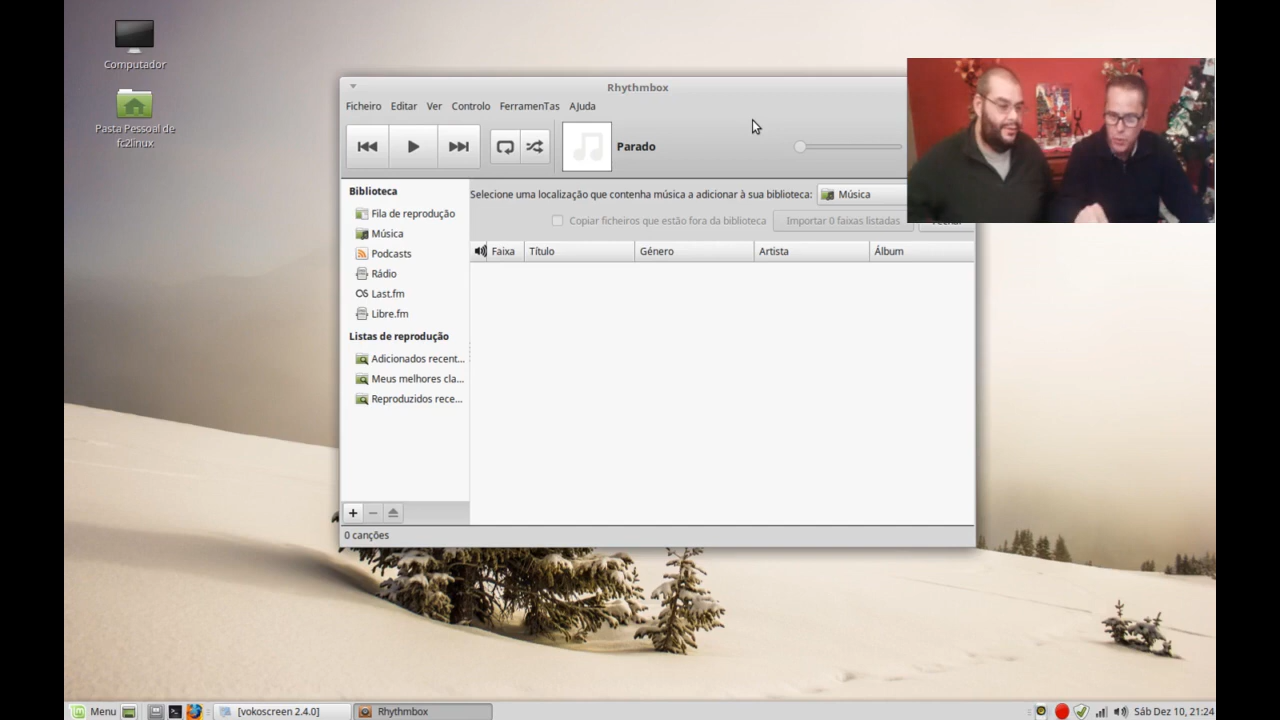 Computador
Pasta Pessoal de
fc2linux
Rhythmbox
Ficheiro Editar Ver Controlo FerramenTas AJuda
Parado
Biblioteca
Fila de reprodução
Música
Podcasts
Rádio
Last.fm
Libre.fm
Listas de reprodução
Adicionados recent...
Meus melhores cla...
Reproduzidos rece...
Selecione uma localização que contenha música a adicionar à sua biblioteca: Música
Copiar ficheiros que estão fora da biblioteca Importar 0 faixas listadas
Faixa Título Género Artista Álbum
0 canções
Menu [vokoscreen 2.4.0] Rhythmbox Sáb Dez 10, 21:24